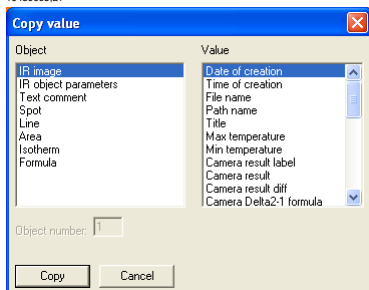 Copy value
Object
Value
IR image
IR object parameters
Text comment
Spot
Line
Area
Isotherm
Formula
Date of creation
Time of creation
File name
Path name
Title
Max temperature
Min temperature
Camera result label
Camera result
Camera result diff
Camera Delta2-1 formula
Object number: 1
Copy
Cancel